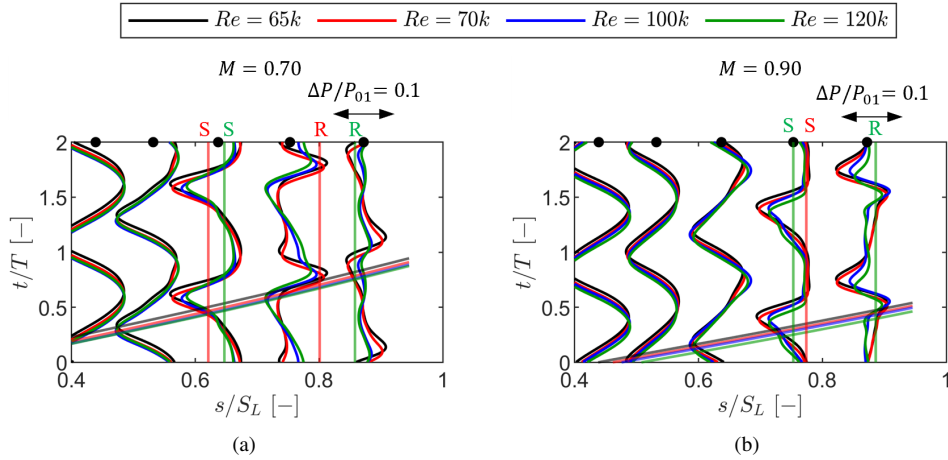 Re = 65k Re = 70k Re = 100k Re = 120k
M = 0.70
ΔP/P01 = 0.1
S S R R
2
1.5
1
0.5
0
t/T [−]
0.4 0.6 0.8 1
s/SL [−]
(a)
M = 0.90
ΔP/P01 = 0.1
S S R
2
1.5
1
0.5
0
t/T [−]
0.4 0.6 0.8 1
s/SL [−]
(b)